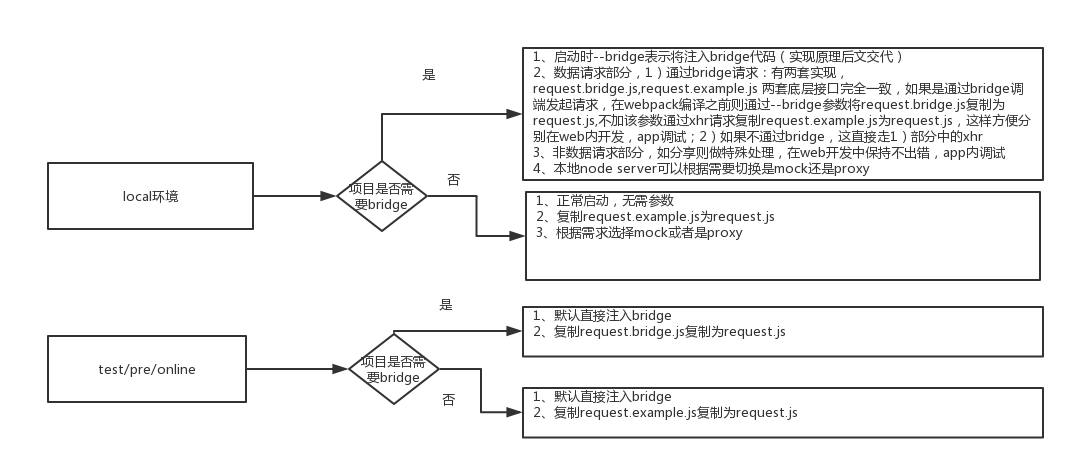 是
1、启动时--bridge表示将注入bridge代码（实现原理后文交代）
2、数据请求部分，1）通过bridge请求：有两套实现，
request.bridge.js,request.example.js 两套底层接口完全一致，如果是通过bridge调
端发起请求，在webpack编译之前则通过--bridge参数将request.bridge.js复制为
request.js,不加该参数通过xhr请求复制request.example.js为request.js，这样方便分
别在web内开发，app调试；2）如果不通过bridge，这直接走1）部分中的xhr
3、非数据请求部分，如分享则做特殊处理，在web开发中保持不出错，app内调试
4、本地node server可以根据需要切换是mock还是proxy
local环境
项目是否需
要bridge
否
1、正常启动，无需参数
2、复制request.example.js为request.js
3、根据需求选择mock或者是proxy
是
1、默认直接注入bridge
2、复制request.bridge.js复制为request.js
test/pre/online
项目是否需
要bridge
否
1、默认直接注入bridge
2、复制request.example.js复制为request.js